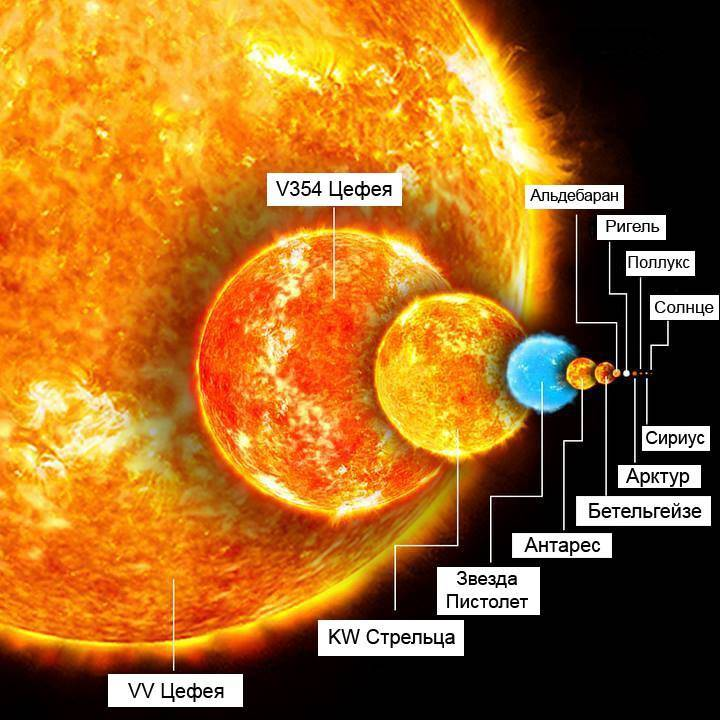 V354 Цефея
Альдебаран
Ригель
Поллукс
Солнце
Сириус
Арктур
Бетельгейзе
Антарес
Звезда
Пистолет
KW Стрельца
VV Цефея